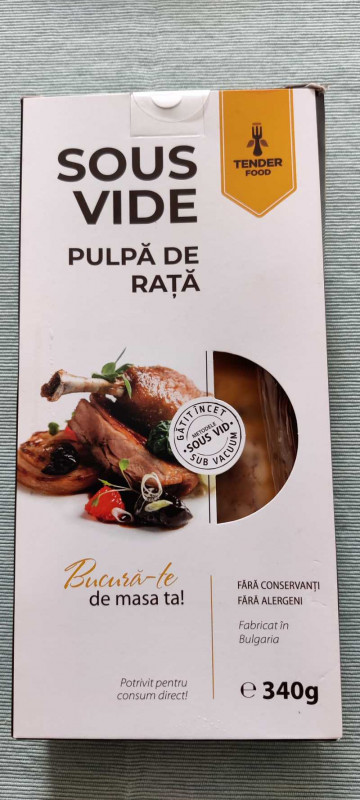 TENDER
FOOD
SOUS
VIDE
PULPĂ DE
RAȚĂ
GĂTIT ÎNCET
METODELE
SOUS VID
SUB VACUUM
Bucură-te
de masa ta!
FĂRĂ CONSERVANȚI
FĂRĂ ALERGENI
Fabricat în
Bulgaria
Potrivit pentru
consum direct!
℮ 340g